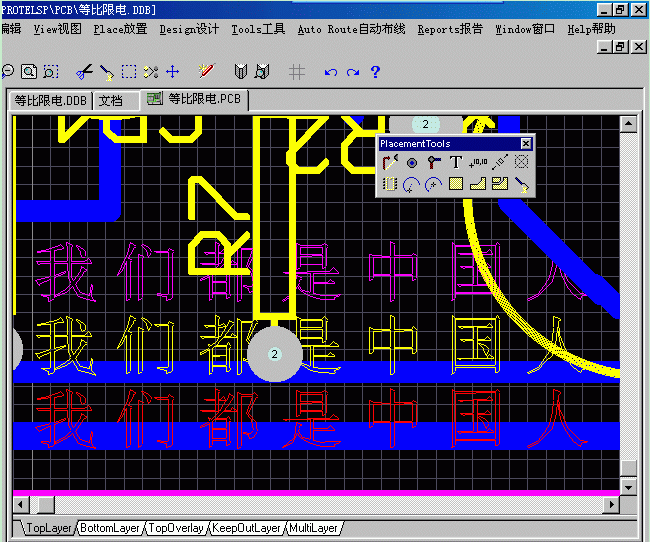 PROTELSP\PCB\等比限电.DDB]
编辑 View视图 Place放置 Design设计 Tools工具 Auto Route自动布线 Reports报告 Window窗口 Help帮助
等比限电.DDB 文档 等比限电.PCB
2
PlacementTools
T +10,10
R7
我们都是中国人
我们都是中国人
2
我们都是中国人
TopLayer BottomLayer TopOverlay KeepOutLayer MultiLayer